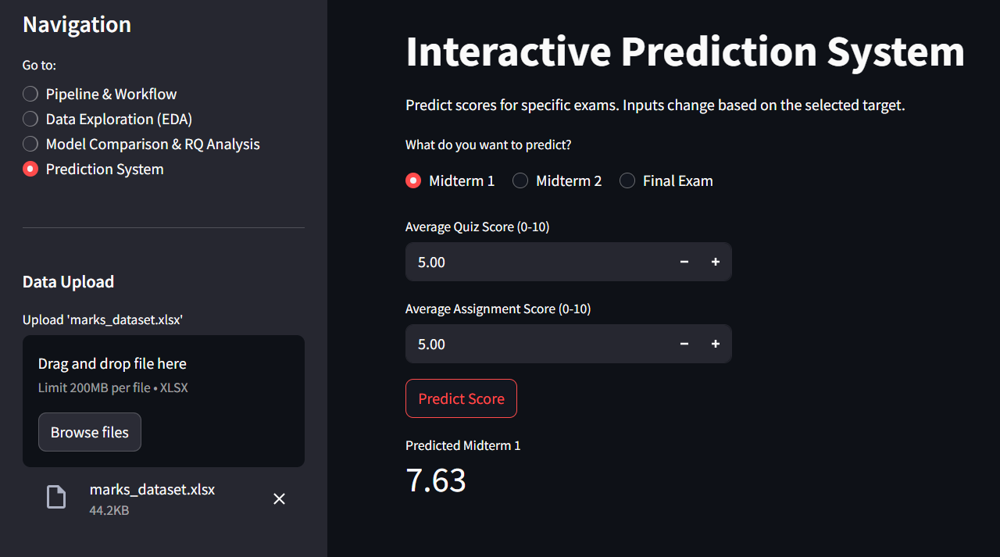 Navigation
Go to:
Pipeline & Workflow
Data Exploration (EDA)
Model Comparison & RQ Analysis
Prediction System
Data Upload
Upload 'marks_dataset.xlsx'
Drag and drop file here
Limit 200MB per file • XLSX
Browse files
marks_dataset.xlsx
44.2KB
Interactive Prediction System
Predict scores for specific exams. Inputs change based on the selected target.
What do you want to predict?
Midterm 1 Midterm 2 Final Exam
Average Quiz Score (0-10)
5.00
Average Assignment Score (0-10)
5.00
Predict Score
Predicted Midterm 1
7.63